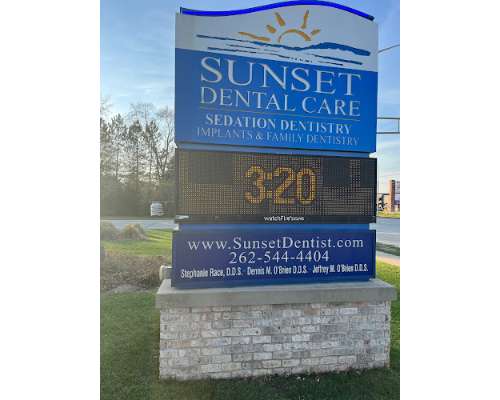 SUNSET
DENTAL CARE
SEDATION DENTISTRY
IMPLANTS & FAMILY DENTISTRY
3:20
watchfire
www.SunsetDentist.com
262-544-4404
Stephanie Race, D.D.S. · Dennis M. O'Brien D.D.S. · Jeffrey M. O'Brien D.D.S.